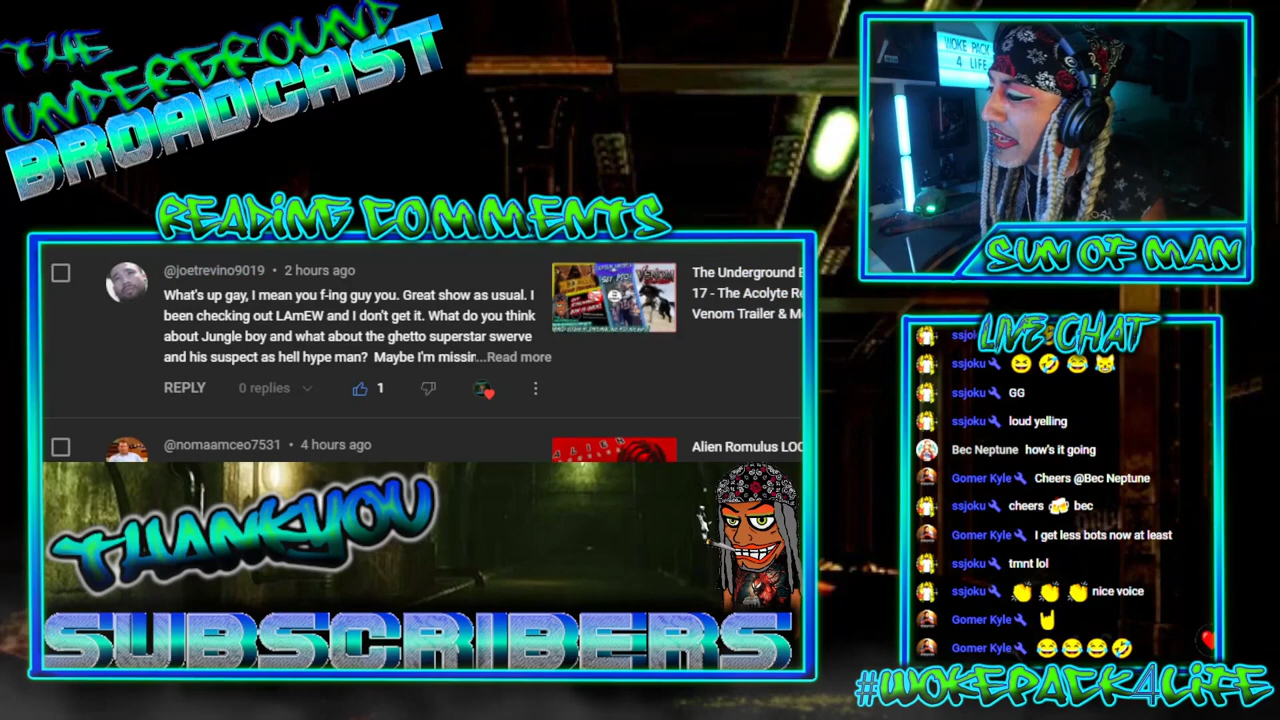 THE
UNDERGROUND
BROADCAST
READING COMMENTS
@joetrevino9019 • 2 hours ago
What's up gay, I mean you f-ing guy you. Great show as usual. I
been checking out LAmEW and I don't get it. What do you think
about Jungle boy and what about the ghetto superstar swerve
and his suspect as hell hype man? Maybe I'm missir...Read more
REPLY 0 replies 1
The Underground E
17 - The Acolyte Re
Venom Trailer & M
@nomaamceo7531 • 4 hours ago
Alien Romulus LOO
ALIEN
THANKYOU
SUBSCRIBERS
WOKE PACK
4 LIFE
SUN OF MAN
LIVE CHAT
ssjoku
ssjoku
ssjoku GG
ssjoku loud yelling
Bec Neptune how's it going
Gomer Kyle Cheers @Bec Neptune
ssjoku cheers 🍻 bec
Gomer Kyle I get less bots now at least
ssjoku tmnt lol
ssjoku 👏 👏 👏 nice voice
Gomer Kyle 🤘
Gomer Kyle 😂 😂 😂 🤣
#WOKEPACK4LIFE